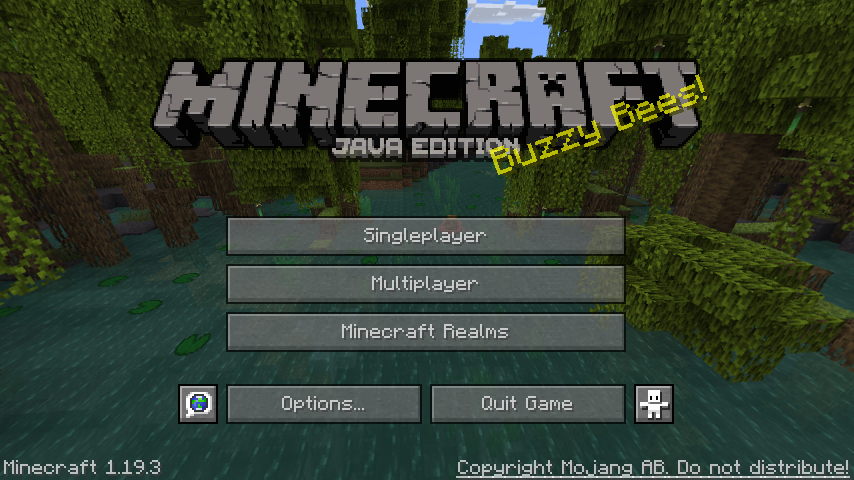 MINECRAFT
JAVA EDITION
Buzzy Bees!
Singleplayer
Multiplayer
Minecraft Realms
Options...
Quit Game
Minecraft 1.19.3
Copyright Mojang AB. Do not distribute!